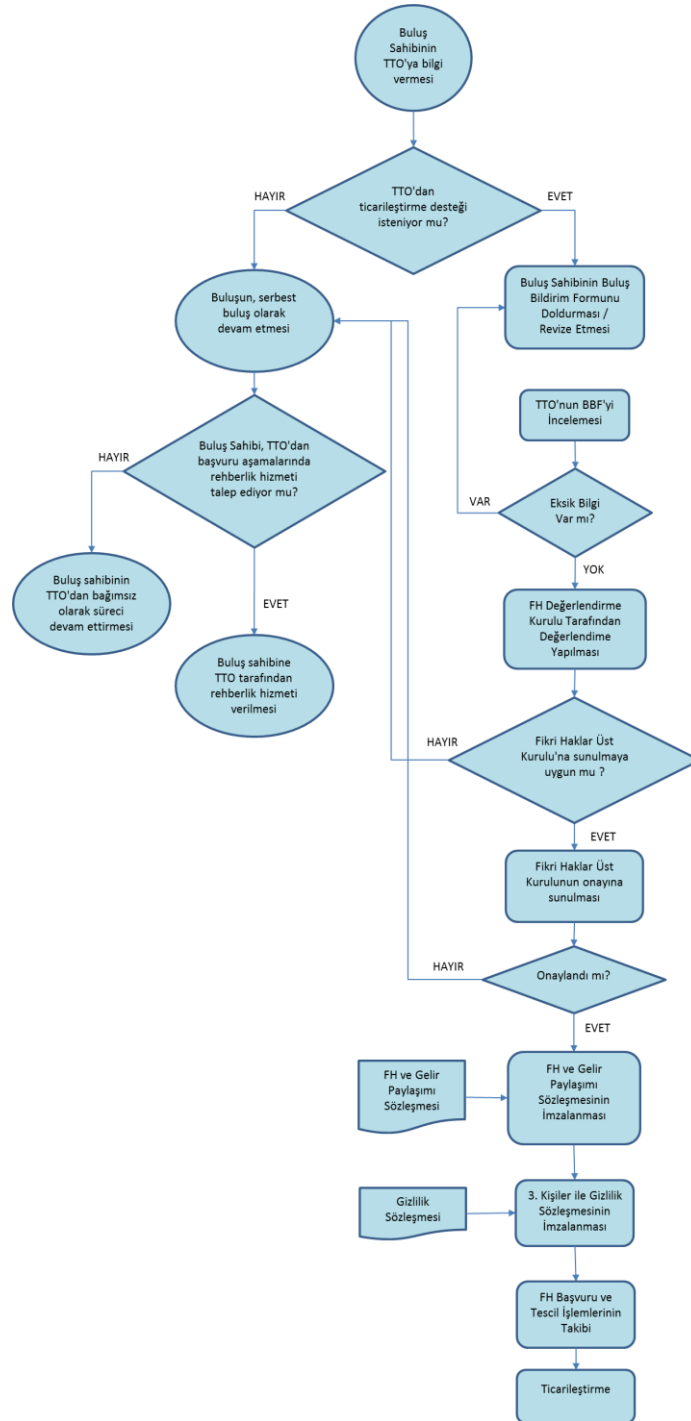 Buluş
Sahibinin
TTO'ya bilgi
vermesi
HAYIR
TTO'dan
ticarileştirme desteği
isteniyor mu?
EVET
Buluşun, serbest
buluş olarak
devam etmesi
Buluş Sahibinin Buluş
Bildirim Formunu
Doldurması /
Revize Etmesi
TTO'nun BBF'yi
İncelemesi
HAYIR
Buluş Sahibi, TTO'dan
başvuru aşamalarında
rehberlik hizmeti
talep ediyor mu?
VAR
Eksik Bilgi
Var mı?
YOK
Buluş sahibinin
TTO'dan bağımsız
olarak süreci
devam ettirmesi
EVET
FH Değerlendirme
Kurulu Tarafından
Değerlendime
Yapılması
Buluş sahibine
TTO tarafından
rehberlik hizmeti
verilmesi
HAYIR
Fikri Haklar Üst
Kurulu'na sunulmaya
uygun mu ?
EVET
Fikri Haklar Üst
Kurulunun onayına
sunulması
HAYIR
Onaylandı mı?
EVET
FH ve Gelir
Paylaşımı
Sözleşmesi
FH ve Gelir
Paylaşımı
Sözleşmesinin
İmzalanması
Gizlilik
Sözleşmesi
3. Kişiler ile Gizlilik
Sözleşmesinin
İmzalanması
FH Başvuru ve
Tescil İşlemlerinin
Takibi
Ticarileştirme